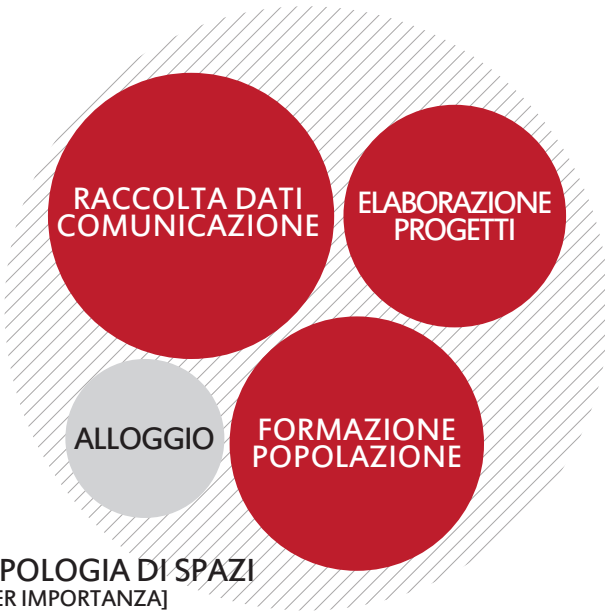 RACCOLTA DATI
COMUNICAZIONE
ELABORAZIONE
PROGETTI
ALLOGGIO
FORMAZIONE
POPOLAZIONE
POLOGIA DI SPAZI
ER IMPORTANZA]